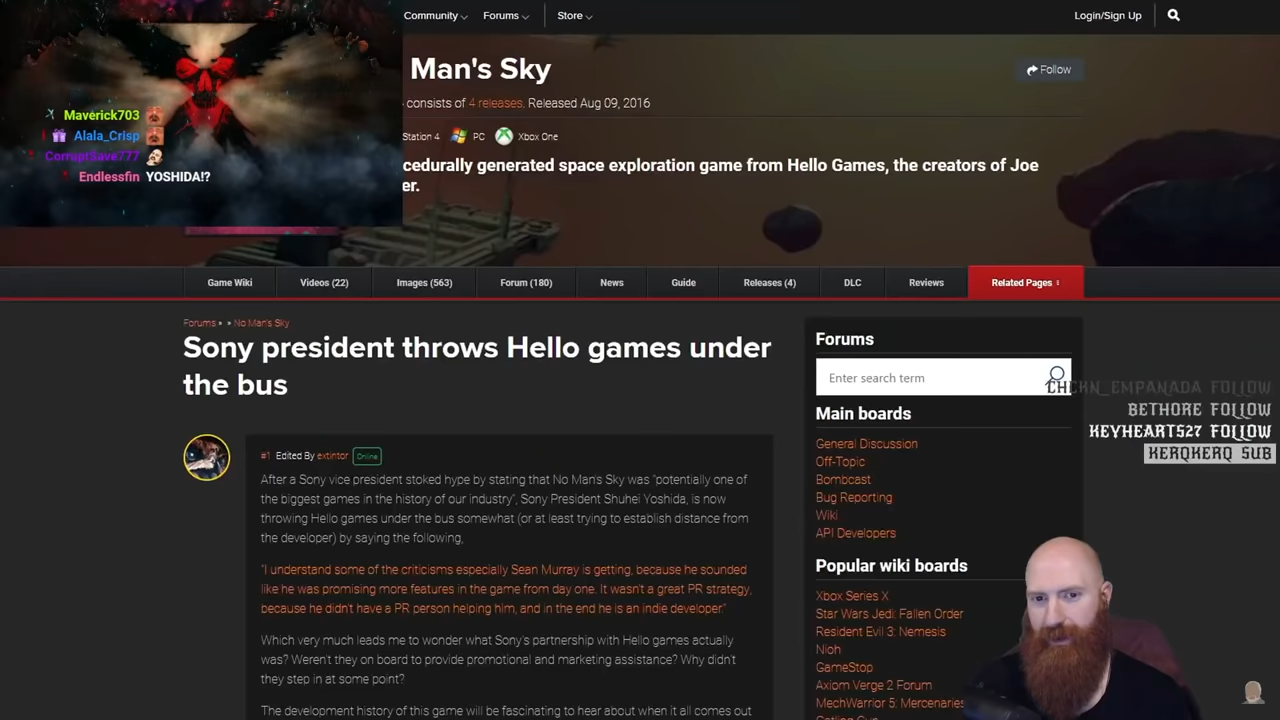 Community
Forums
Store
Login/Sign Up
Man's Sky
Follow
consists of 4 releases. Released Aug 09, 2016
Station 4 PC Xbox One
cedurally generated space exploration game from Hello Games, the creators of Joe
er.
Maverick703
Alala_Crisp
CorruptSave777
Endlessfin YOSHIDA!?
Game Wiki
Videos (22)
Images (563)
Forum (180)
News
Guide
Releases (4)
DLC
Reviews
Related Pages
Forums » » No Man's Sky
Sony president throws Hello games under
the bus
#1 Edited By extintor Online
After a Sony vice president stoked hype by stating that No Man's Sky was "potentially one of
the biggest games in the history of our industry", Sony President Shuhei Yoshida, is now
throwing Hello games under the bus somewhat (or at least trying to establish distance from
the developer) by saying the following,
"I understand some of the criticisms especially Sean Murray is getting, because he sounded
like he was promising more features in the game from day one. It wasn't a great PR strategy,
because he didn't have a PR person helping him, and in the end he is an indie developer."
Which very much leads me to wonder what Sony's partnership with Hello games actually
was? Weren't they on board to provide promotional and marketing assistance? Why didn't
they step in at some point?
The development history of this game will be fascinating to hear about when it all comes out
Forums
Enter search term
Main boards
General Discussion
Off-Topic
Bombcast
Bug Reporting
Wiki
API Developers
Popular wiki boards
Xbox Series X
Star Wars Jedi: Fallen Order
Resident Evil 3: Nemesis
Nioh
GameStop
Axiom Verge 2 Forum
MechWarrior 5: Mercenaries
CHCKN_EMPANADA FOLLOW
BETHORE FOLLOW
KEYHEARTS27 FOLLOW
KERQKERQ SUB